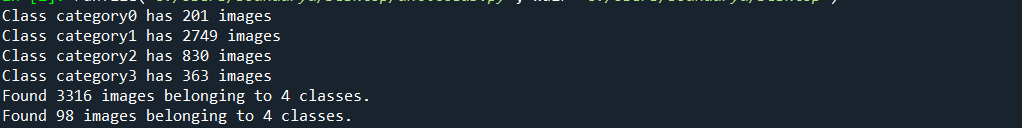 Class category0 has 201 images
Class category1 has 2749 images
Class category2 has 830 images
Class category3 has 363 images
Found 3316 images belonging to 4 classes.
Found 98 images belonging to 4 classes.